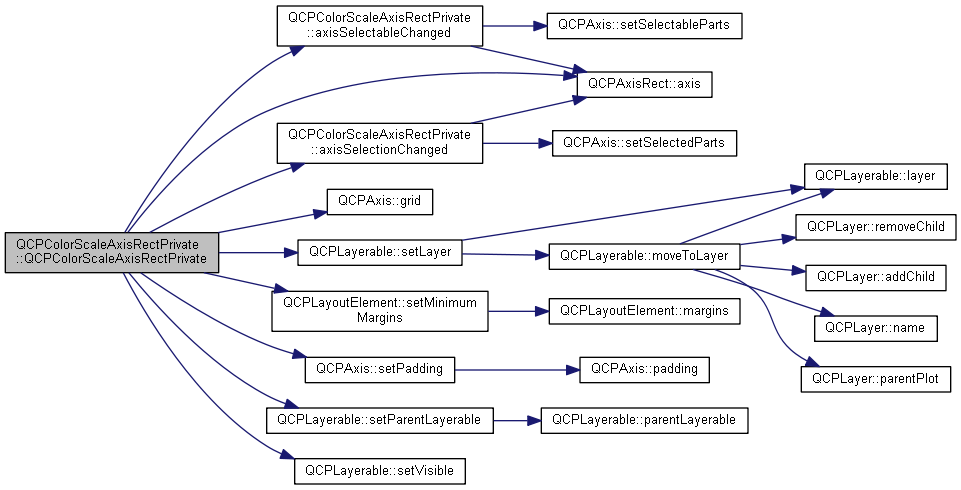 QCPColorScaleAxisRectPrivate
::axisSelectableChanged
QCPAxis::setSelectableParts
QCPAxisRect::axis
QCPColorScaleAxisRectPrivate
::axisSelectionChanged
QCPAxis::setSelectedParts
QCPLayerable::layer
QCPAxis::grid
QCPLayer::removeChild
QCPColorScaleAxisRectPrivate
::QCPColorScaleAxisRectPrivate
QCPLayerable::setLayer
QCPLayerable::moveToLayer
QCPLayer::addChild
QCPLayoutElement::setMinimum
Margins
QCPLayoutElement::margins
QCPLayer::name
QCPAxis::setPadding
QCPAxis::padding
QCPLayer::parentPlot
QCPLayerable::setParentLayerable
QCPLayerable::parentLayerable
QCPLayerable::setVisible